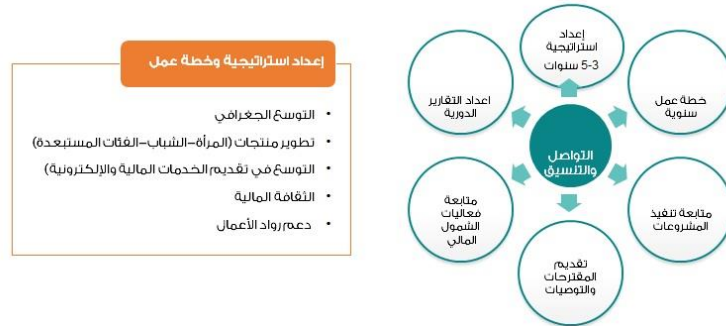 إعداد استراتيجية وخطة عمل
• التوسع الجغرافي
• تطوير منتجات (المرأة–الشباب–الفئات المستبعدة)
• التوسع في تقديم الخدمات المالية والإلكترونية)
• الثقافة المالية
• دعم رواد الأعمال
إعداد
استراتيجية
3-5 سنوات
خطة عمل
سنوية
متابعة تنفيذ
المشروعات
تقديم
المقترحات
والتوصيات
متابعة
فعاليات
الشمول
المالي
اعداد التقارير
الدورية
التواصل
والتنسيق